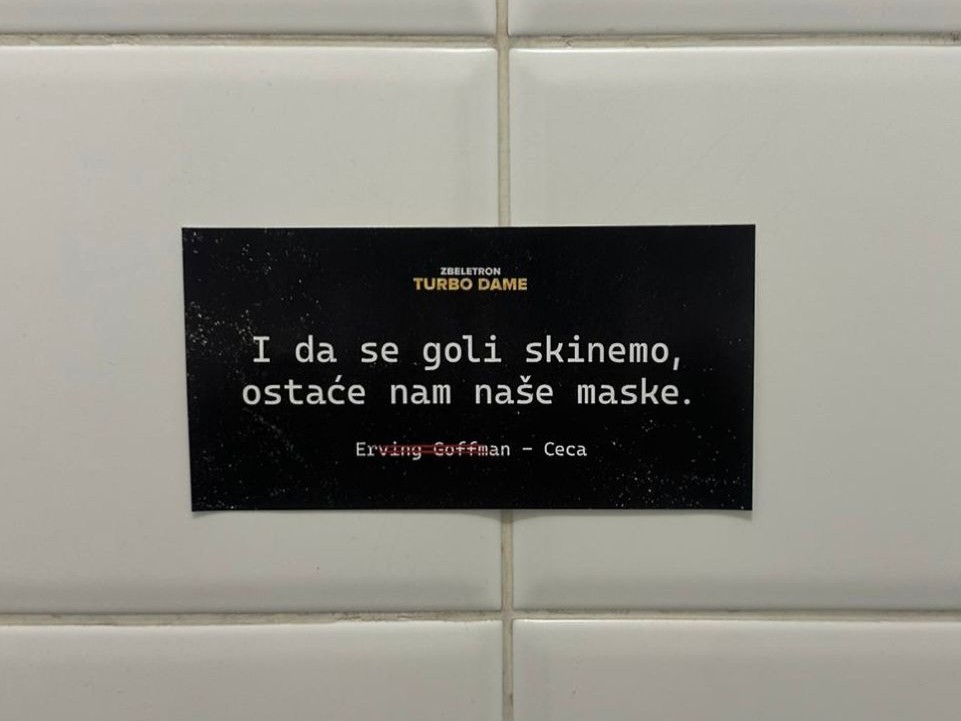 ZBELETRON
TURBO DAME
I da se goli skinemo,
ostaće nam naše maske.
Erving Goffman – Ceca